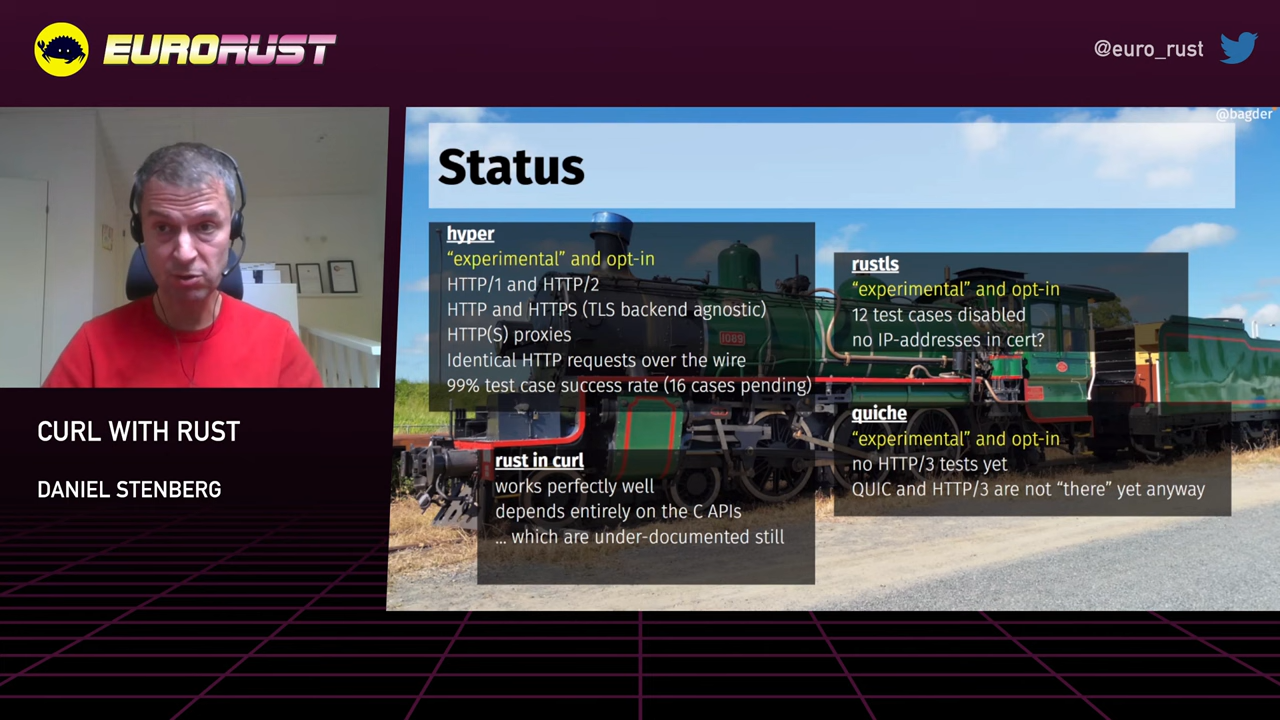 EURORUST
@euro_rust
@bagder
Status
hyper
“experimental” and opt-in
HTTP/1 and HTTP/2
HTTP and HTTPS (TLS backend agnostic)
HTTP(S) proxies
Identical HTTP requests over the wire
99% test case success rate (16 cases pending)
rust in curl
works perfectly well
depends entirely on the C APIs
... which are under-documented still
rustls
“experimental” and opt-in
12 test cases disabled
no IP-addresses in cert?
quiche
“experimental” and opt-in
no HTTP/3 tests yet
QUIC and HTTP/3 are not “there” yet anyway
1089
CURL WITH RUST
DANIEL STENBERG